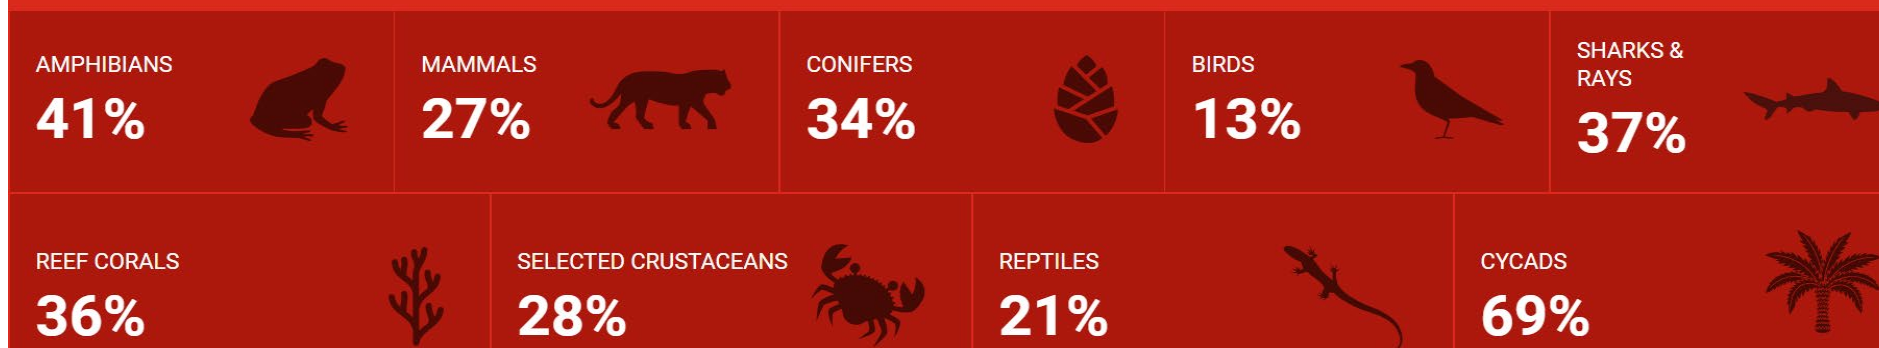 AMPHIBIANS
41%
MAMMALS
27%
CONIFERS
34%
BIRDS
13%
SHARKS &
RAYS
37%
REEF CORALS
36%
SELECTED CRUSTACEANS
28%
REPTILES
21%
CYCADS
69%